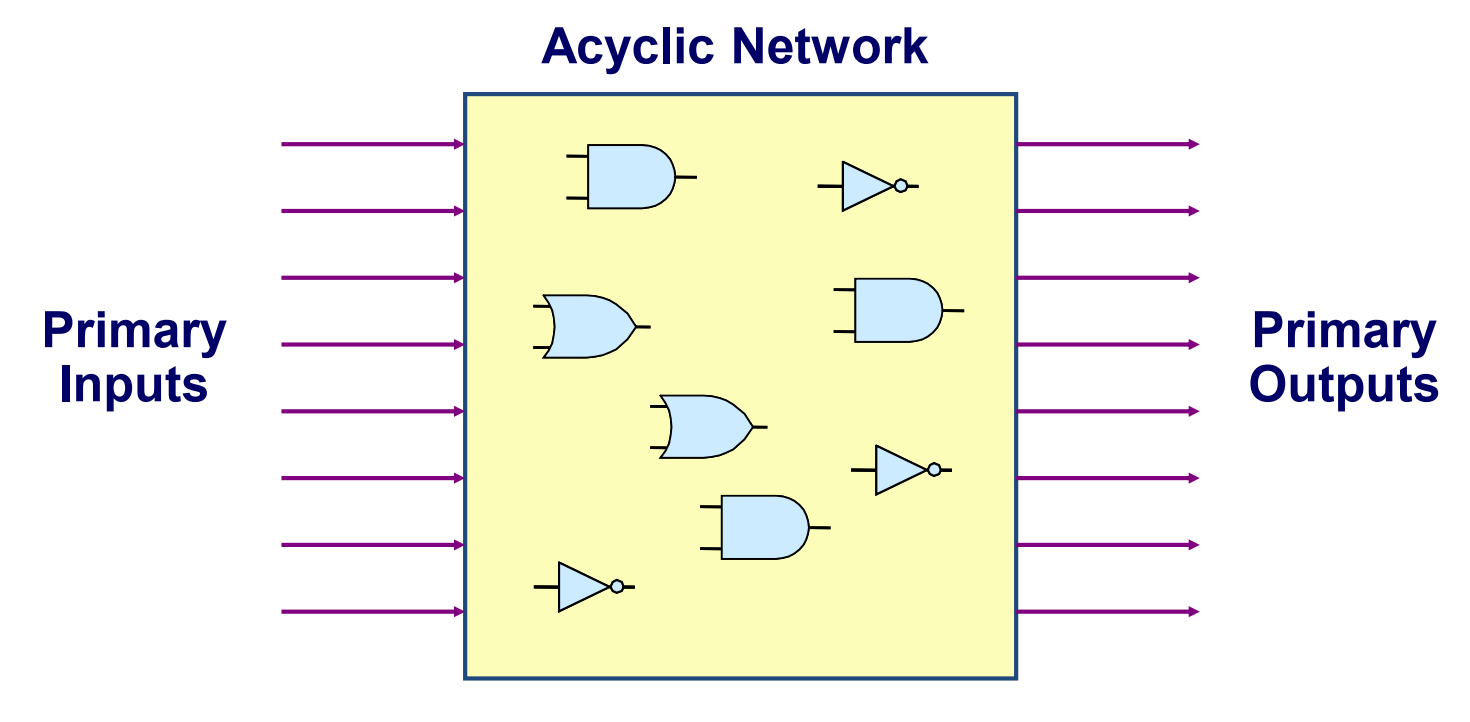 Acyclic Network
Primary
Inputs
Primary
Outputs